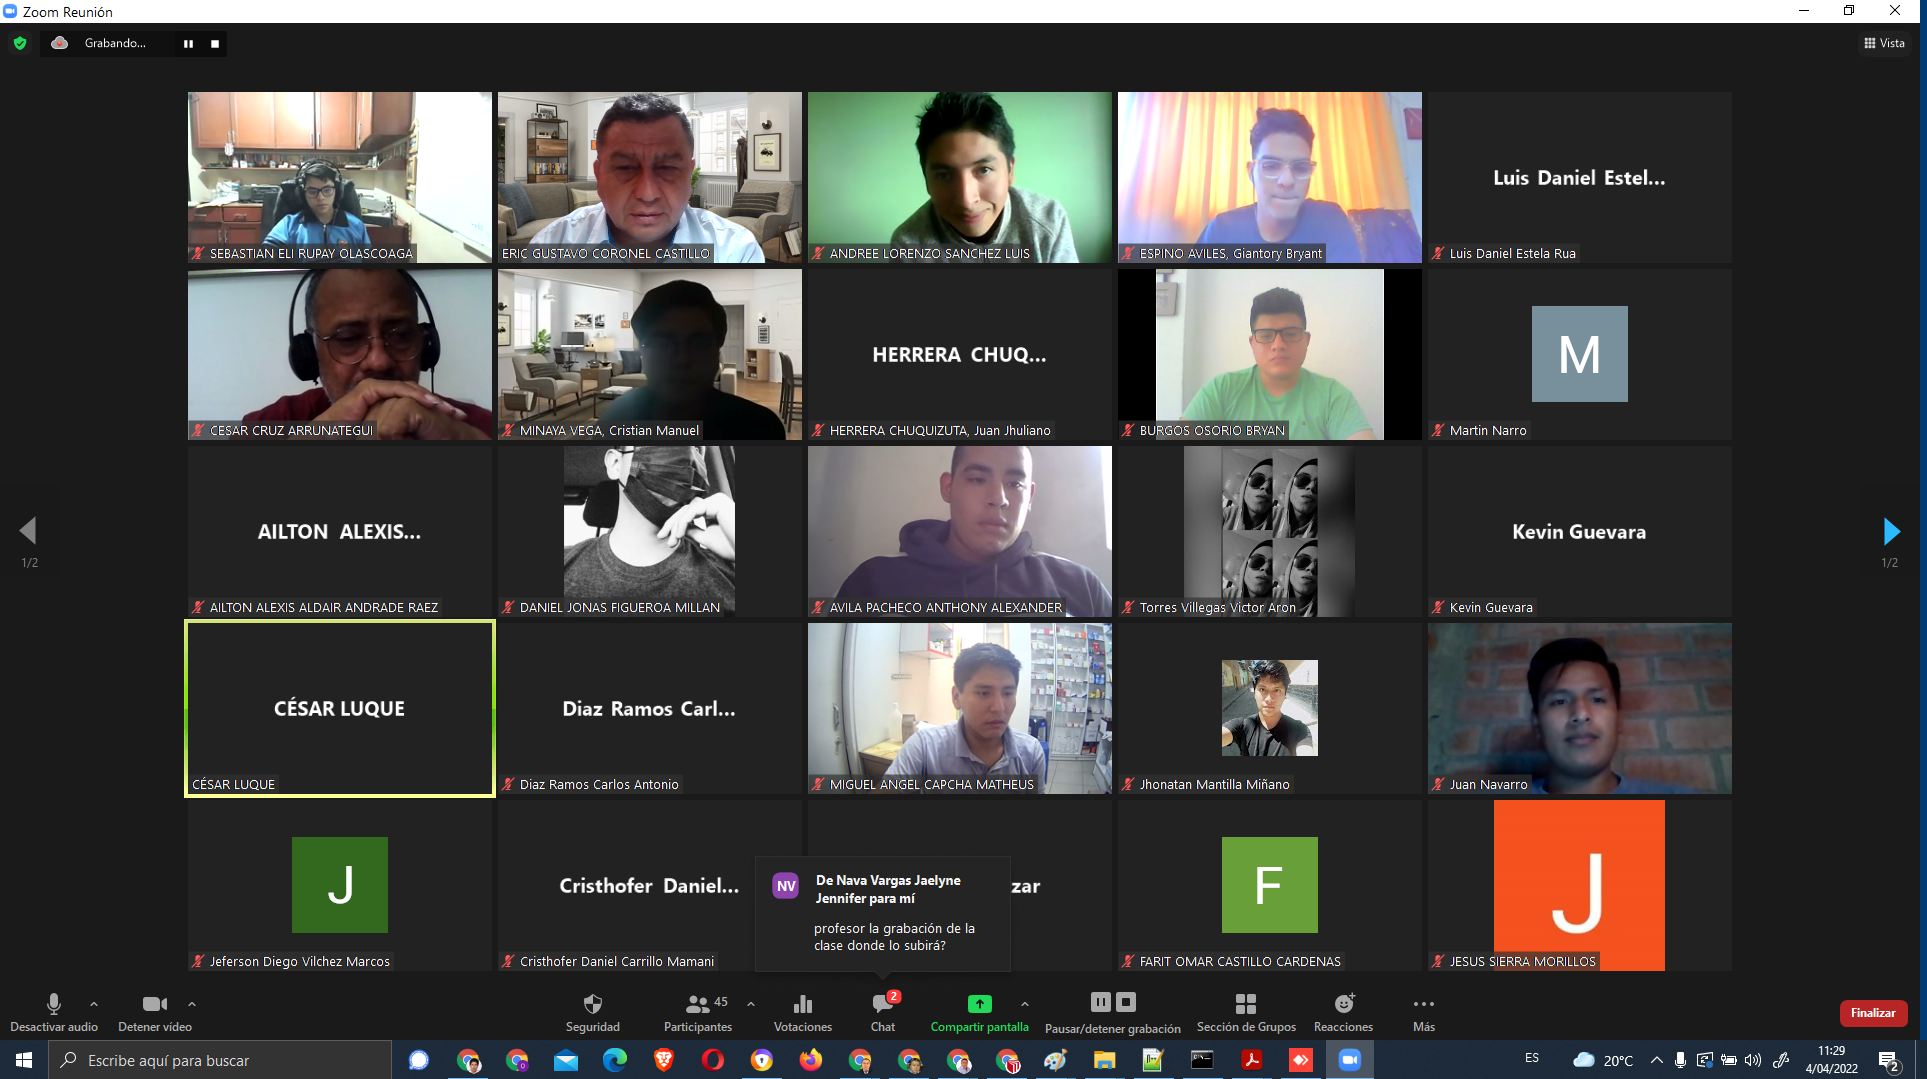 Zoom Reunión
Grabando...
Vista
SEBASTIAN ELI RUPAY OLASCOAGA
ERIC GUSTAVO CORONEL CASTILLO
ANDREE LORENZO SANCHEZ LUIS
ESPINO AVILES, Giantory Bryant
Luis Daniel Estel...
Luis Daniel Estela Rua
CESAR CRUZ ARRUNATEGUI
MINAYA VEGA, Cristian Manuel
HERRERA CHUQ...
HERRERA CHUQUIZUTA, Juan Jhuliano
BURGOS OSORIO BRYAN
M
Martin Narro
1/2
AILTON ALEXIS...
AILTON ALEXIS ALDAIR ANDRADE RAEZ
DANIEL JONAS FIGUEROA MILLAN
AVILA PACHECO ANTHONY ALEXANDER
Torres Villegas Victor Aron
Kevin Guevara
Kevin Guevara
1/2
CÉSAR LUQUE
CÉSAR LUQUE
Diaz Ramos Carl...
Diaz Ramos Carlos Antonio
MIGUEL ANGEL CAPCHA MATHEUS
Jhonatan Mantilla Miñano
Juan Navarro
J
Jeferson Diego Vilchez Marcos
Cristhofer Daniel...
Cristhofer Daniel Carrillo Mamani
zar
NV
De Nava Vargas Jaelyne
Jennifer para mí
profesor la grabación de la
clase donde lo subirá?
F
FARIT OMAR CASTILLO CARDENAS
J
JESUS SIERRA MORILLOS
Desactivar audio
Detener vídeo
Seguridad
45
Participantes
Votaciones
2
Chat
Compartir pantalla
Pausar/detener grabación
Sección de Grupos
Reacciones
Más
Finalizar
Escribe aquí para buscar
ES
20°C
11:29
4/04/2022
2